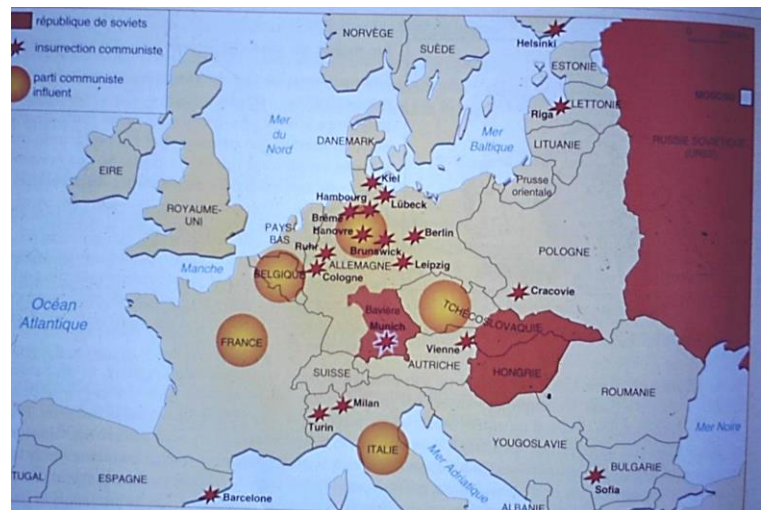 république de soviets
insurrection communiste
parti communiste
influent
NORVÈGE
SUÈDE
Helsinki
ESTONIE
Riga
LETTONIE
MOSCOU
RUSSIE SOVIÉTIQUE
(URSS)
Mer
du
Nord
DANEMARK
Mer
Baltique
LITUANIE
Prusse
orientale
EIRE
ROYAUME-
UNI
Kiel
Hambourg
Lübeck
Brême
Hanovre
Berlin
PAYS-
BAS
Ruhr
Brunswick
POLOGNE
Manche
BELGIQUE
ALLEMAGNE
Leipzig
Cologne
Cracovie
Océan
Atlantique
Bavière
Munich
TCHÉCOSLOVAQUIE
FRANCE
Vienne
SUISSE
AUTRICHE
HONGRIE
ROUMANIE
Milan
Turin
Mer Noire
ITALIE
YOUGOSLAVIE
Mer Adriatique
BULGARIE
Sofia
TUGAL
ESPAGNE
Barcelone
ALBANIE